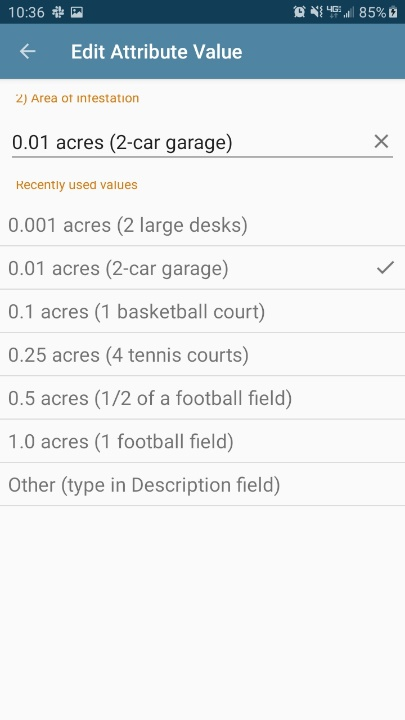 10:36 4G 85%
Edit Attribute Value
2) Area of Infestation
0.01 acres (2-car garage)
Recently used values
0.001 acres (2 large desks)
0.01 acres (2-car garage)
0.1 acres (1 basketball court)
0.25 acres (4 tennis courts)
0.5 acres (1/2 of a football field)
1.0 acres (1 football field)
Other (type in Description field)